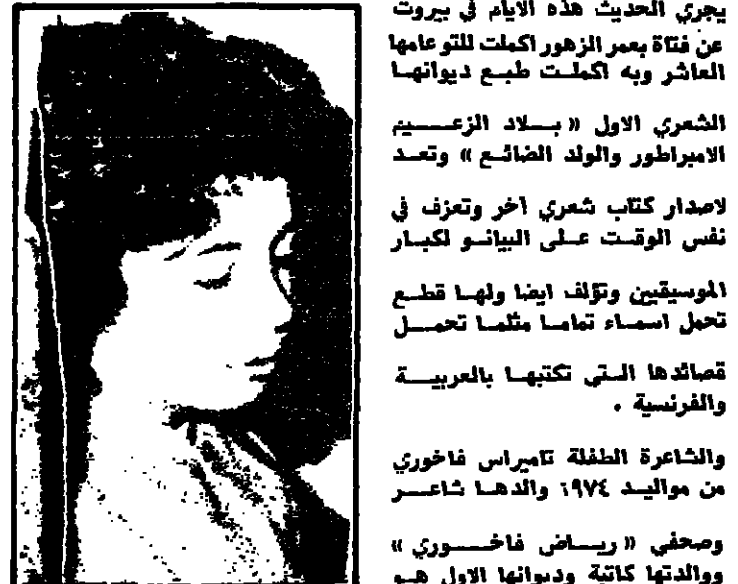 يجري الحديث هذه الايام في بيروت
عن فتاة بعمر الزهور اكملت للتو عامها
العاشر وبه اكملت طبع ديوانها
الشعري الاول « بلاد الزعيم
الامبراطور والولد الضائع » وتعد
لاصدار كتاب شعري آخر وتعزف في
نفس الوقت على البيانو لكبار
الموسيقيين وتؤلف ايضا ولها قطع
تحمل اسماء تماما مثلما تحمل
قصائدها التي تكتبها بالعربية
والفرنسية .
والشاعرة الطفلة تاميراس فاخوري
من مواليد ١٩٧٤ والدها شاعر
وصحفي « رياض فاخوري »
ووالدتها كاتبة وديوانها الاول هو